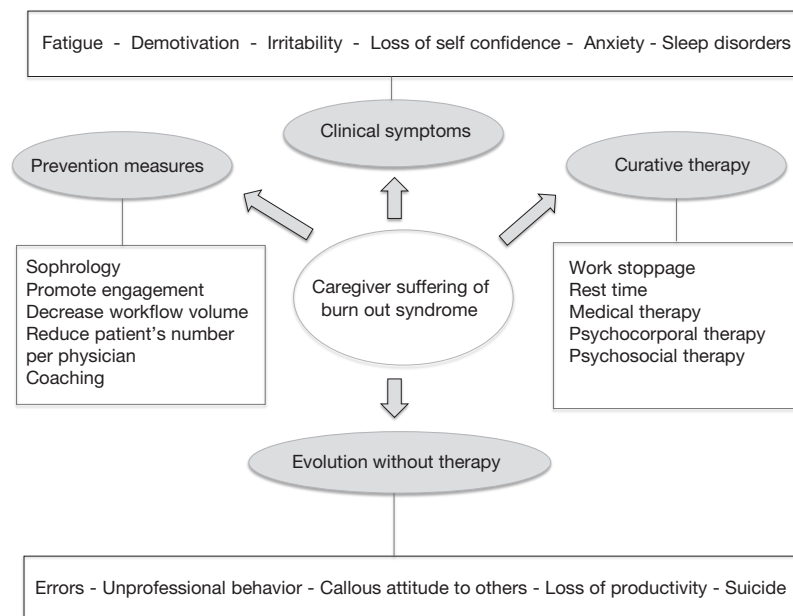 Fatigue - Demotivation - Irritability - Loss of self confidence - Anxiety - Sleep disorders
Clinical symptoms
Prevention measures
Curative therapy
Sophrology
Promote engagement
Decrease workflow volume
Reduce patient's number
per physician
Coaching
Caregiver suffering of
burn out syndrome
Work stoppage
Rest time
Medical therapy
Psychocorporal therapy
Psychosocial therapy
Evolution without therapy
Errors - Unprofessional behavior - Callous attitude to others - Loss of productivity - Suicide